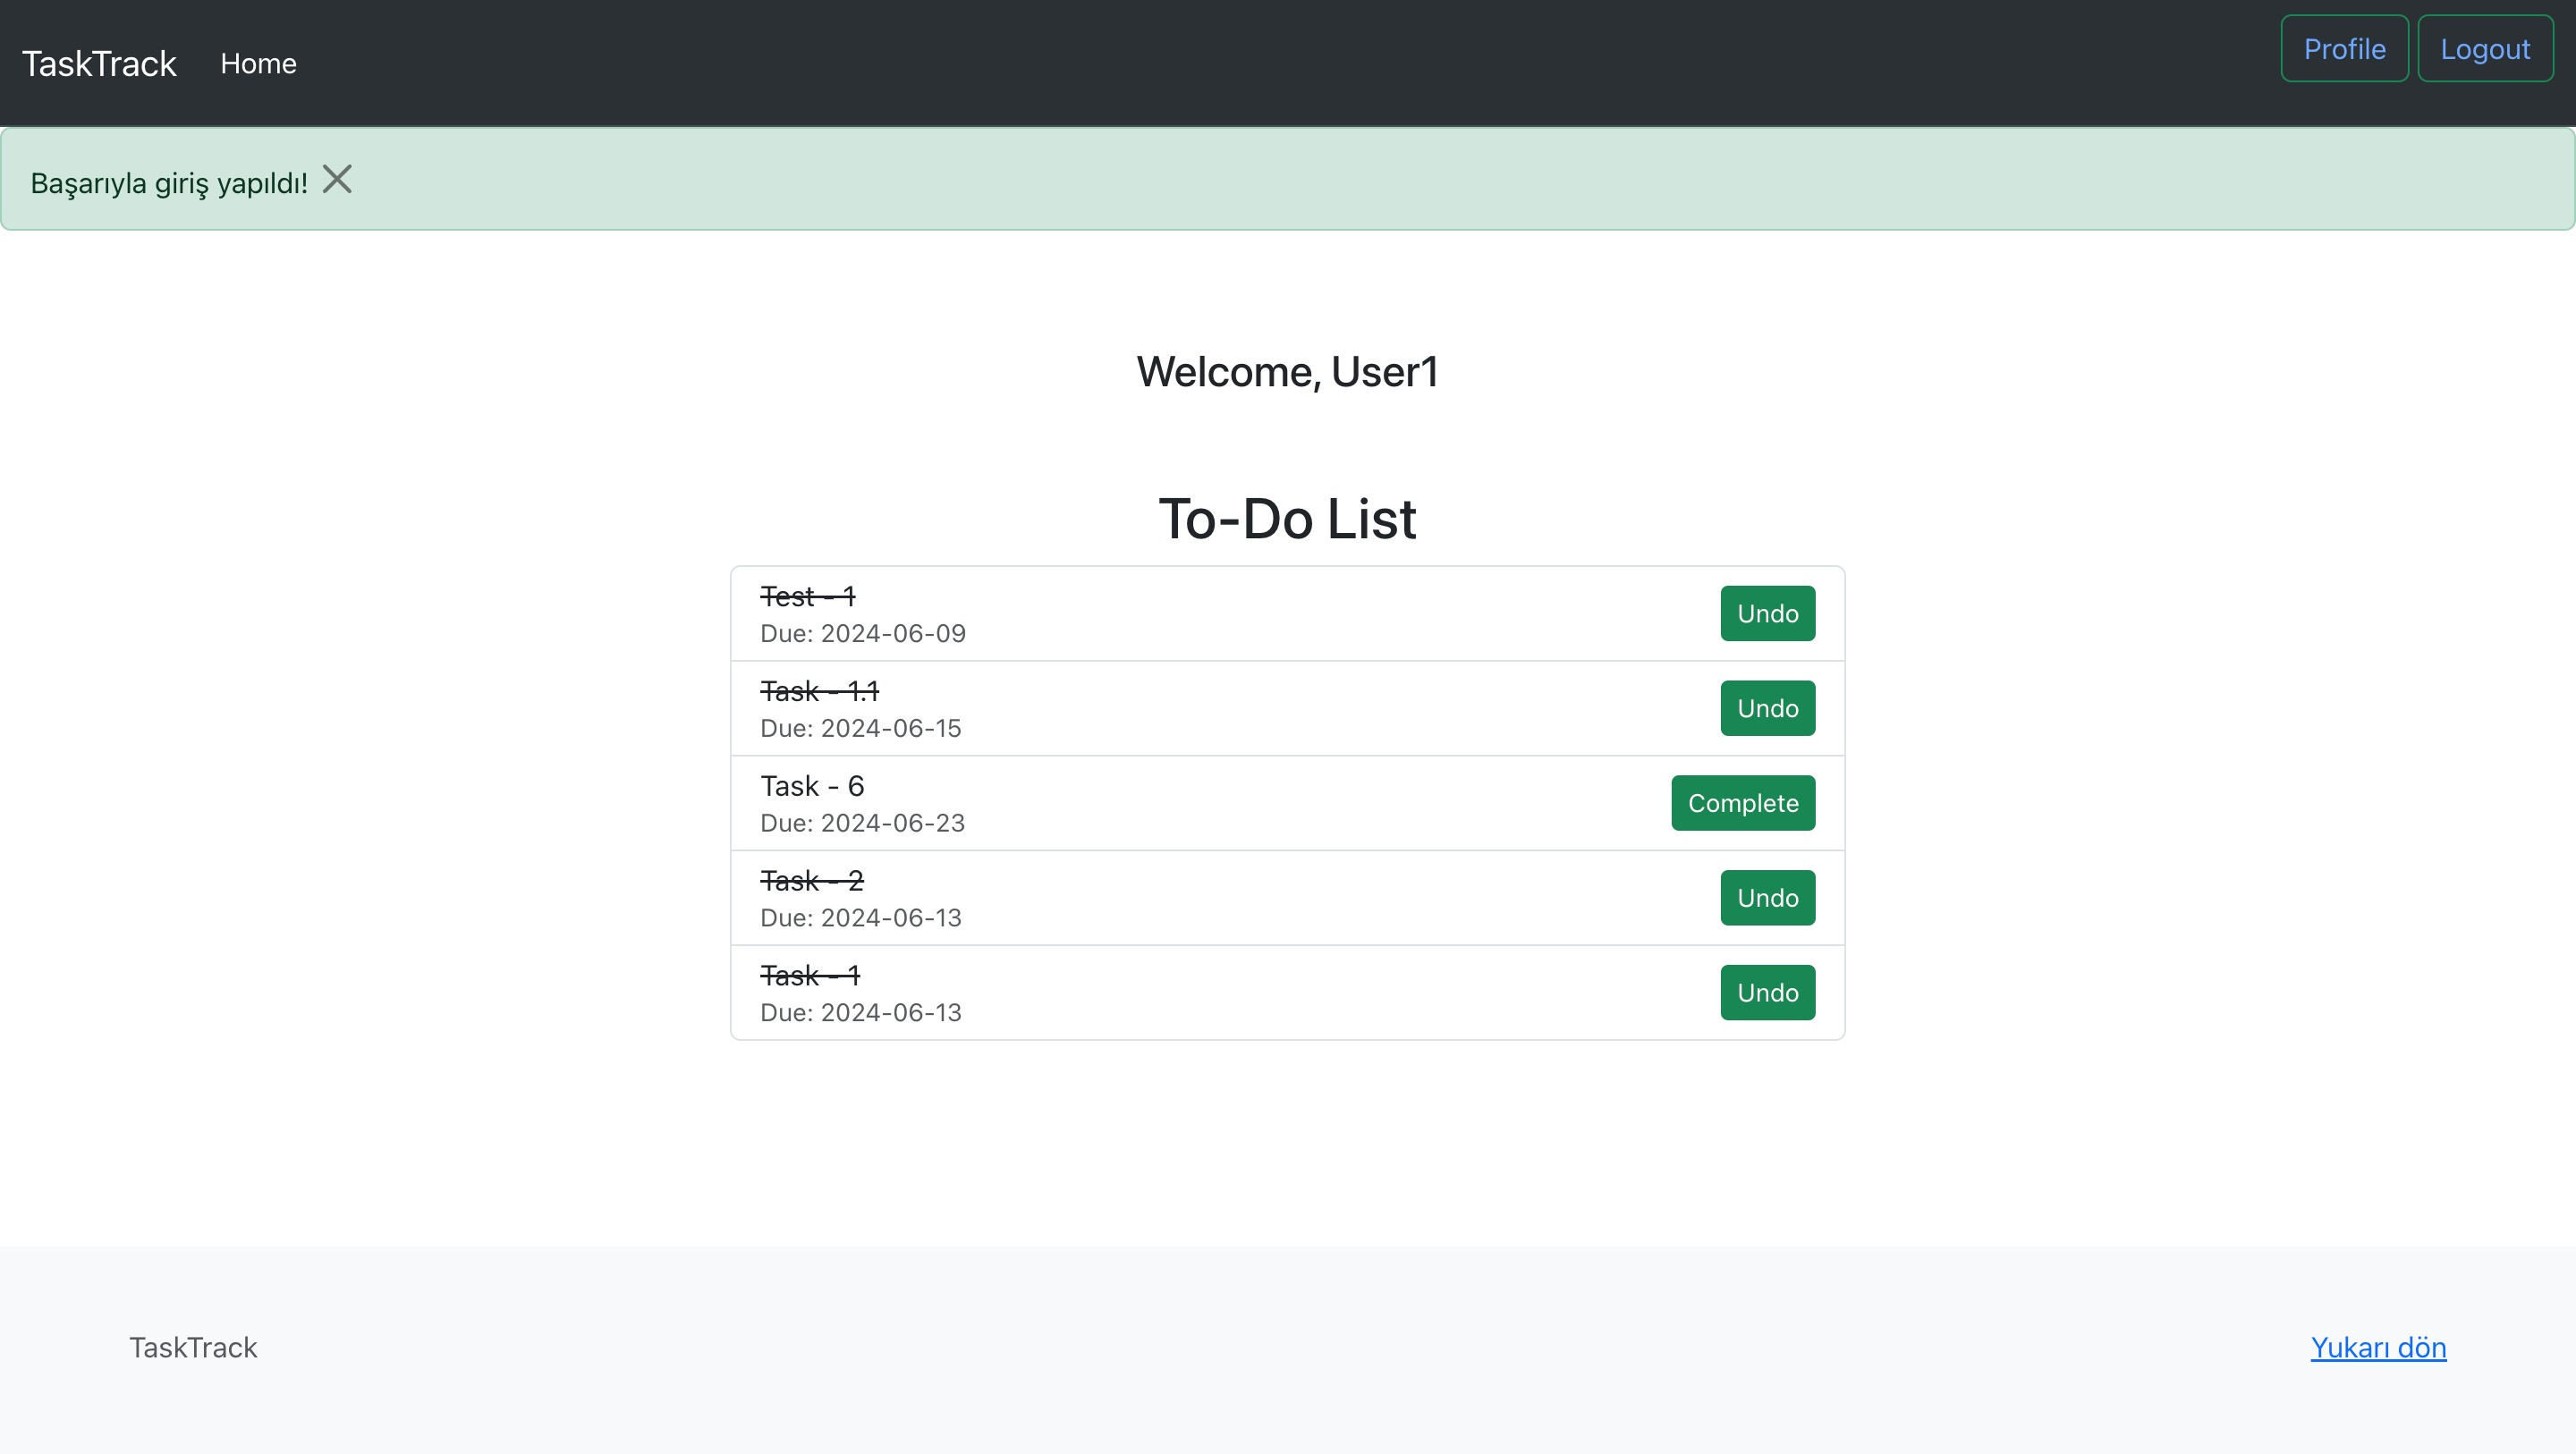 TaskTrack Home Profile Logout
Başarıyla giriş yapıldı!
Welcome, User1
To-Do List
Test - 1
Due: 2024-06-09
Undo
Task - 1.1
Due: 2024-06-15
Undo
Task - 6
Due: 2024-06-23
Complete
Task - 2
Due: 2024-06-13
Undo
Task - 1
Due: 2024-06-13
Undo
TaskTrack Yukarı dön